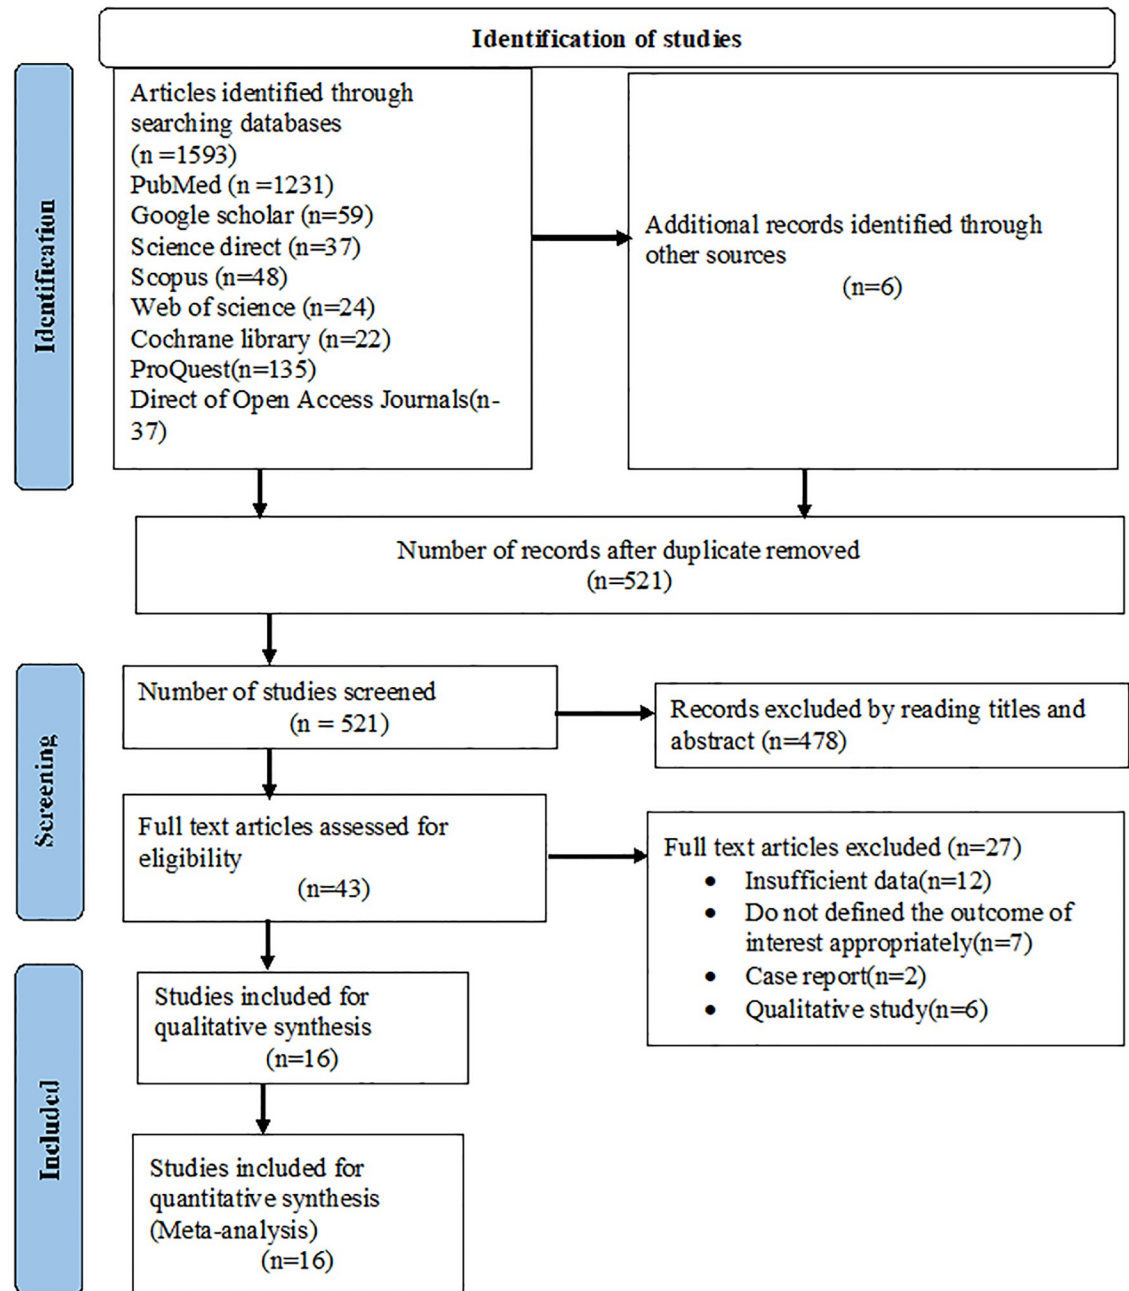 Identification of studies
Identification
Articles identified through
searching databases
(n =1593)
PubMed (n =1231)
Google scholar (n=59)
Science direct (n=37)
Scopus (n=48)
Web of science (n=24)
Cochrane library (n=22)
ProQuest(n=135)
Direct of Open Access Journals(n-
37)
Additional records identified through
other sources
(n=6)
Number of records after duplicate removed
(n=521)
Screening
Number of studies screened
(n = 521)
Records excluded by reading titles and
abstract (n=478)
Full text articles assessed for
eligibility
(n=43)
Full text articles excluded (n=27)
• Insufficient data(n=12)
• Do not defined the outcome of
interest appropriately(n=7)
• Case report(n=2)
• Qualitative study(n=6)
Included
Studies included for
qualitative synthesis
(n=16)
Studies included for
quantitative synthesis
(Meta-analysis)
(n=16)